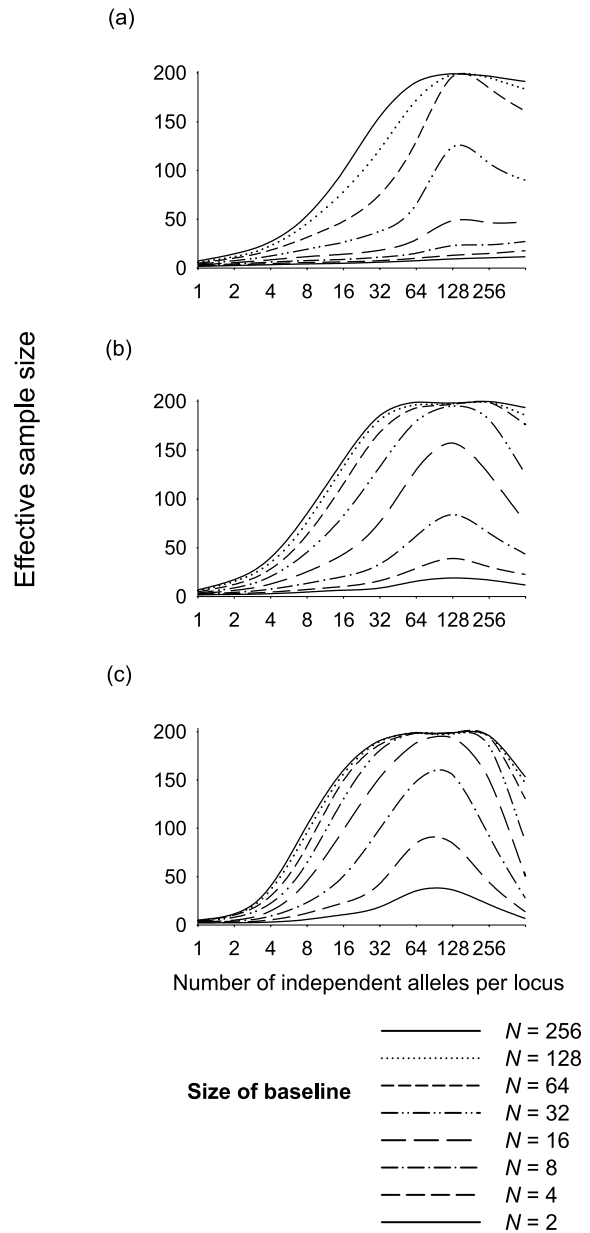 (a)
200
150
100
50
0
1 2 4 8 16 32 64 128 256
(b)
200
150
100
50
0
1 2 4 8 16 32 64 128 256
(c)
200
150
100
50
0
1 2 4 8 16 32 64 128 256
Effective sample size
Number of independent alleles per locus
Size of baseline
N = 256
N = 128
N = 64
N = 32
N = 16
N = 8
N = 4
N = 2